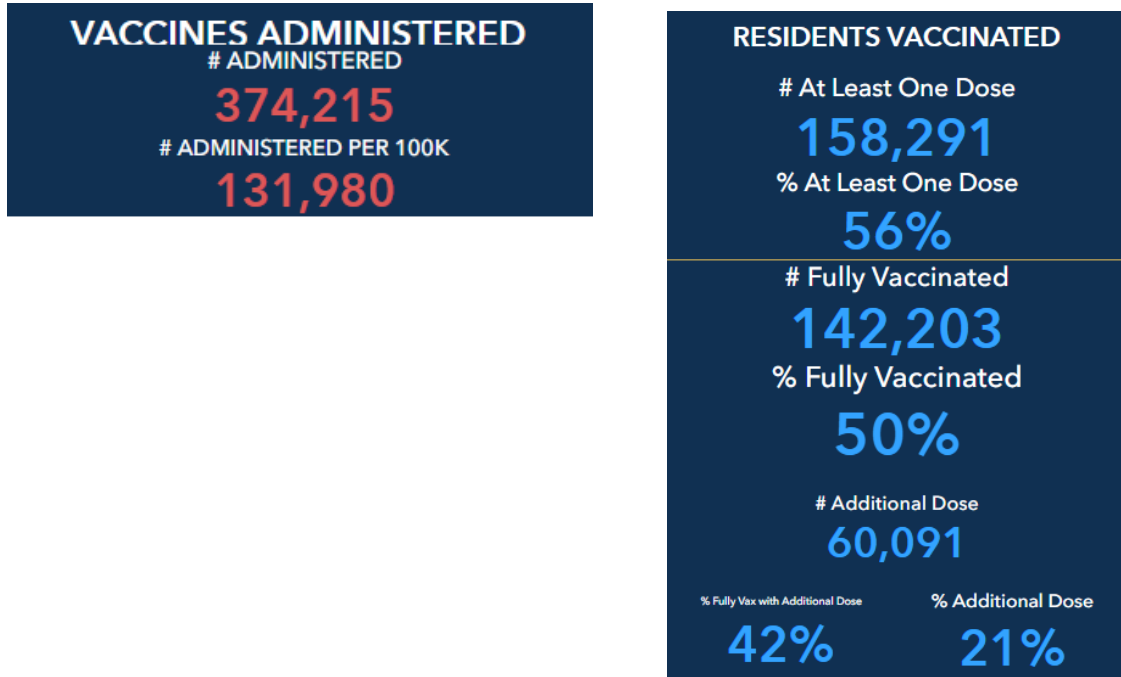 VACCINES ADMINISTERED
# ADMINISTERED
374,215
# ADMINISTERED PER 100K
131,980
RESIDENTS VACCINATED
# At Least One Dose
158,291
% At Least One Dose
56%
# Fully Vaccinated
142,203
% Fully Vaccinated
50%
# Additional Dose
60,091
% Fully Vax with Additional Dose
42%
% Additional Dose
21%